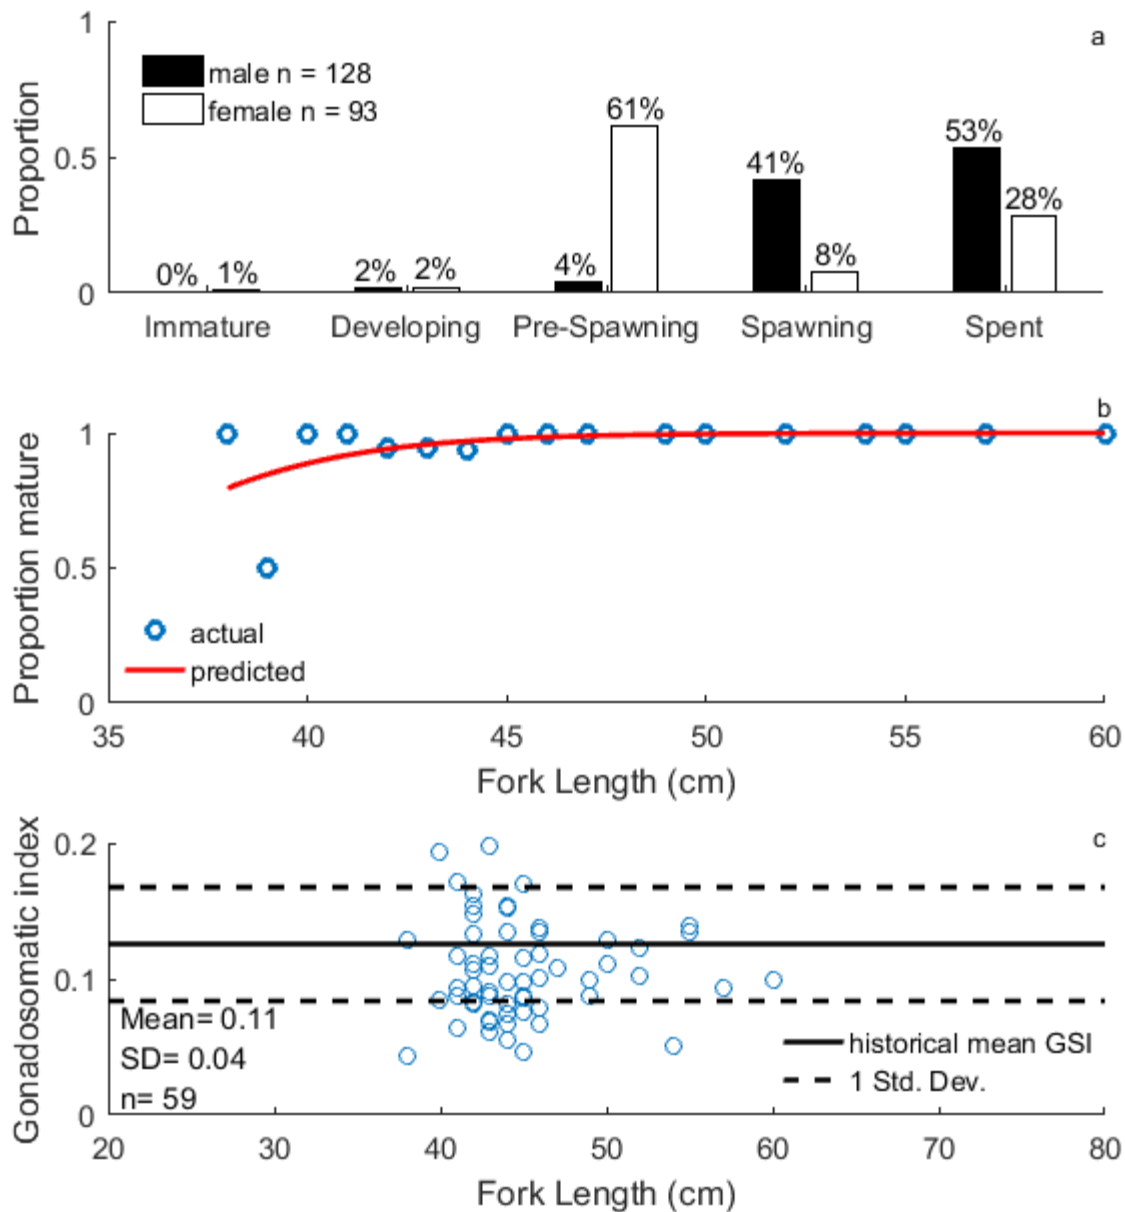 a
1
male n = 128
female n = 93
Proportion
0.5
0
0% 1% 2% 2% 4% 61% 41% 8% 53% 28%
Immature Developing Pre-Spawning Spawning Spent
b
1
Proportion mature
0.5
actual
predicted
0
35 40 45 50 55 60
Fork Length (cm)
c
0.2
Gonadosomatic index
0.1
Mean= 0.11
SD= 0.04
n= 59
historical mean GSI
1 Std. Dev.
0
20 30 40 50 60 70 80
Fork Length (cm)